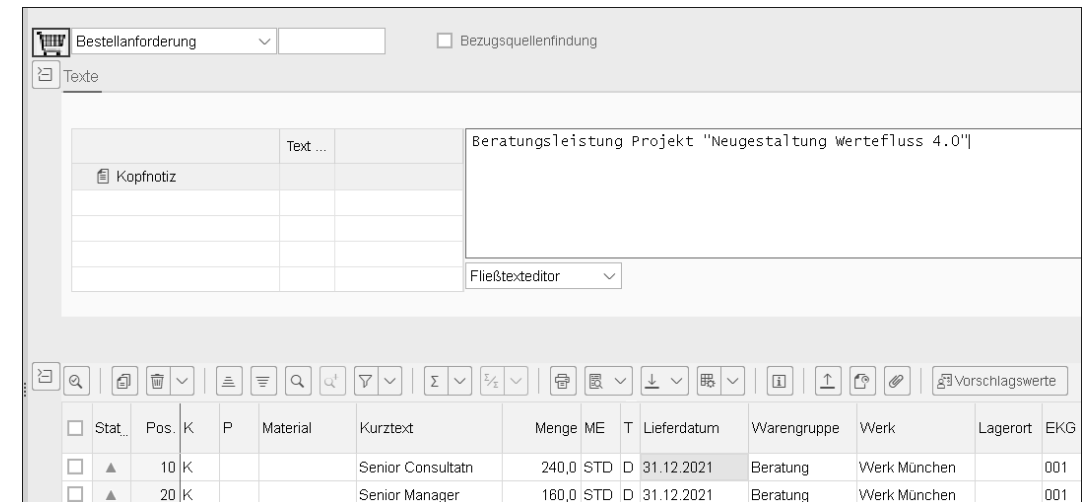 Bestellanforderung Bezugsquellenfindung
Texte
Text ... Beratungsleistung Projekt "Neugestaltung Wertefluss 4.0"
Kopfnotiz
Fließtexteditor
Vorschlagswerte
Stat... Pos. K P Material Kurztext Menge ME T Lieferdatum Warengruppe Werk Lagerort EKG
10 K Senior Consultatn 240,0 STD D 31.12.2021 Beratung Werk München 001
20 K Senior Manager 160,0 STD D 31.12.2021 Beratung Werk München 001